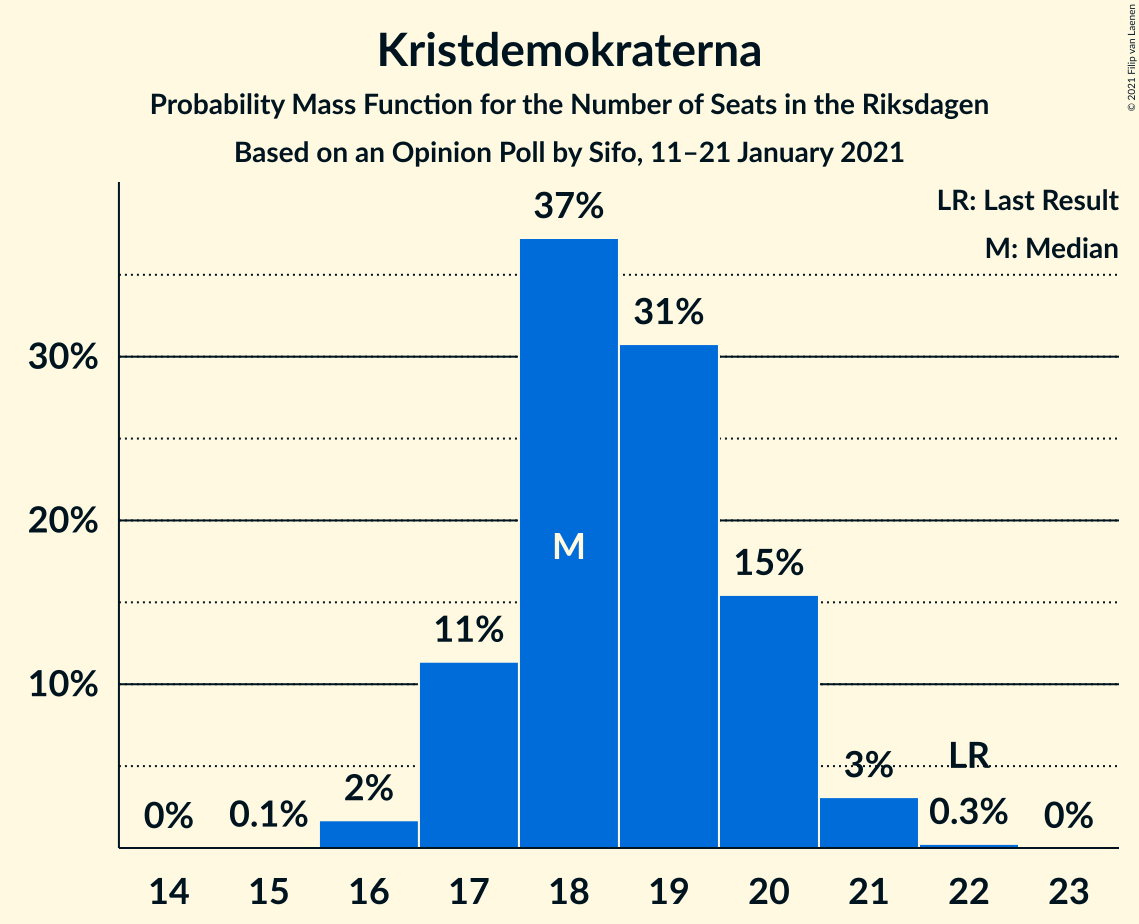 Kristdemokraterna
Probability Mass Function for the Number of Seats in the Riksdagen
Based on an Opinion Poll by Sifo, 11–21 January 2021
© 2021 Filip van Laenen
LR: Last Result
M: Median
30%
20%
10%
0%
0.1%
2%
11%
37%
M
31%
15%
3%
LR
0.3%
0%
14 15 16 17 18 19 20 21 22 23